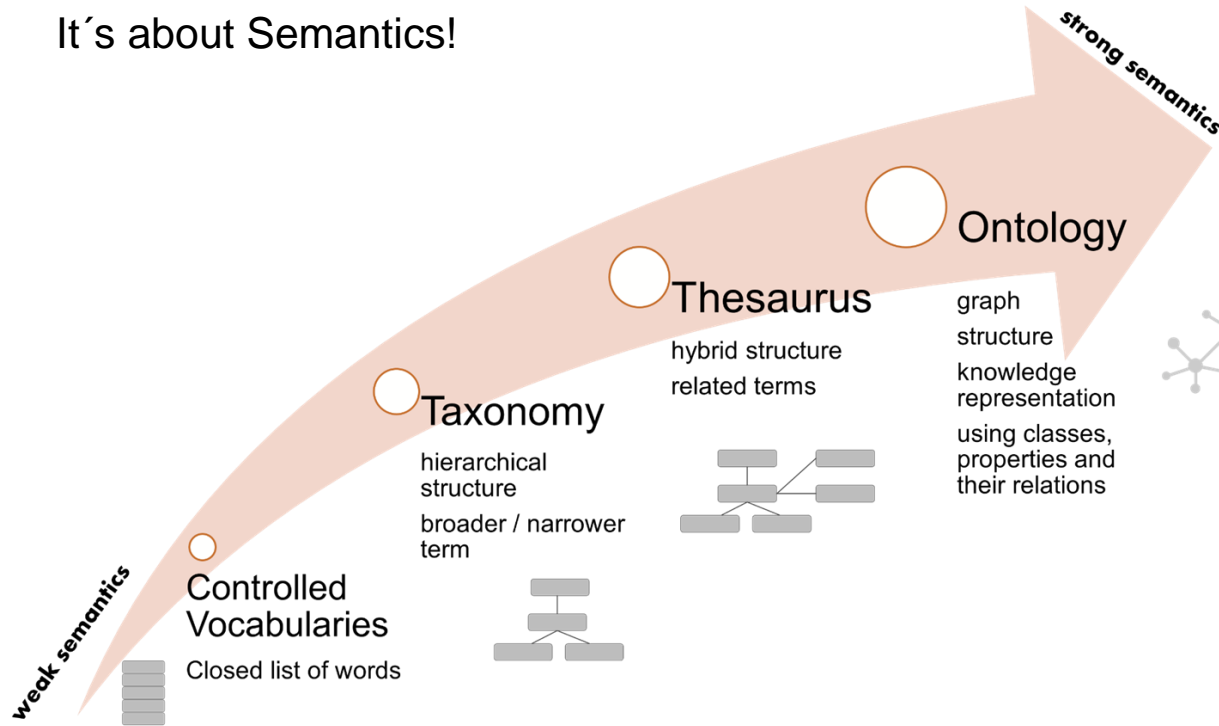 It´s about Semantics!
strong semantics
Ontology
graph
structure
knowledge
representation
using classes,
properties and
their relations
Thesaurus
hybrid structure
related terms
Taxonomy
hierarchical
structure
broader / narrower
term
Controlled
Vocabularies
Closed list of words
weak semantics